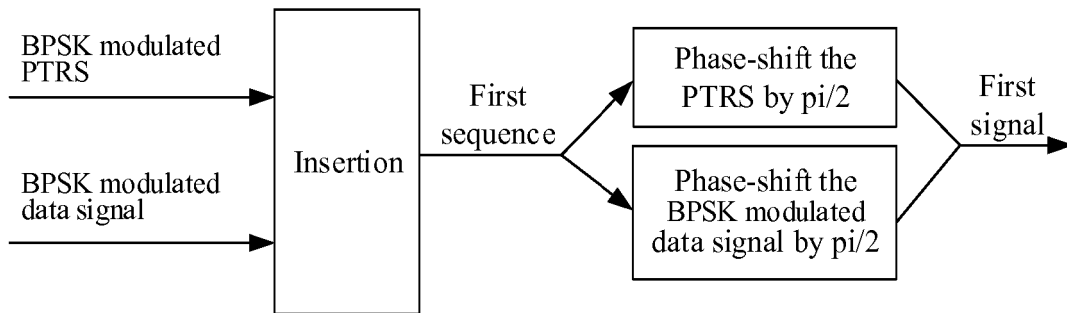 BPSK modulated
PTRS
BPSK modulated
data signal
Insertion
First
sequence
Phase-shift the
PTRS by pi/2
Phase-shift the
BPSK modulated
data signal by pi/2
First
signal